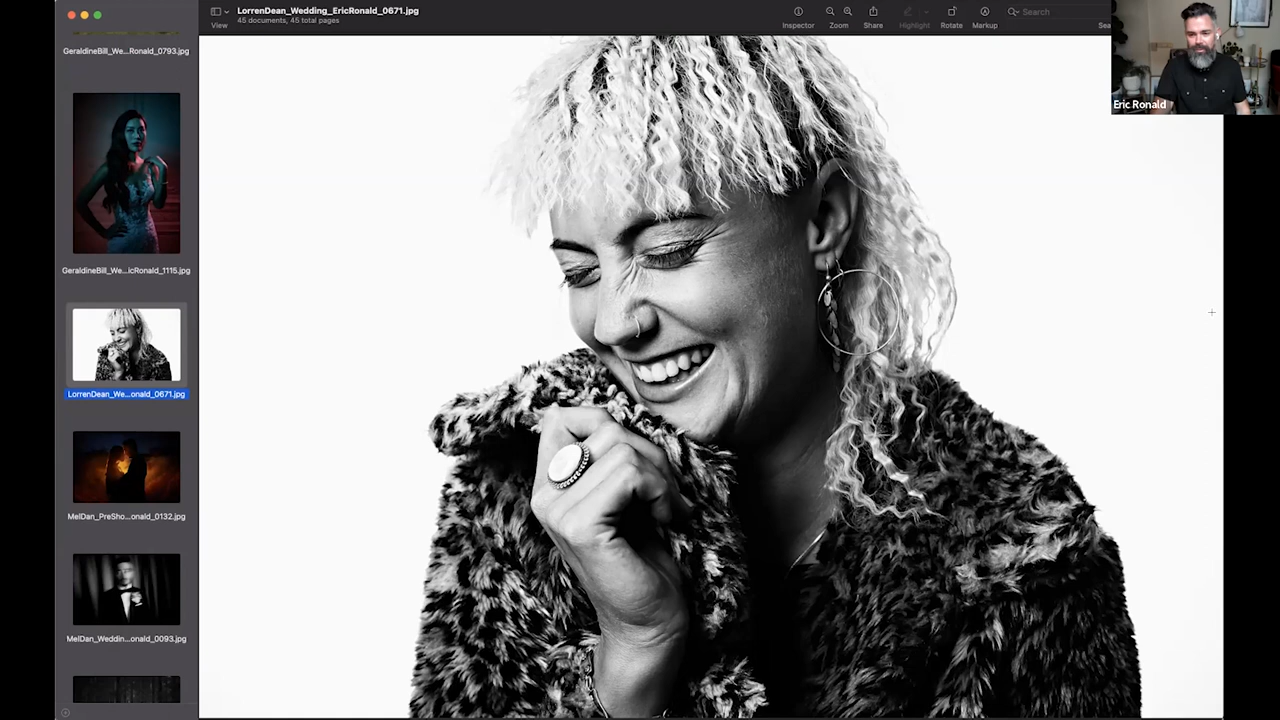 LorrenDean_Wedding_EricRonald_0671.jpg
45 documents, 45 total pages
View
Inspector
Zoom
Share
Highlight
Rotate
Markup
Search
Sea
Eric Ronald
GeraldineBill_We...Ronald_0793.jpg
GeraldineBill_We...icRonald_1115.jpg
LorrenDean_We...onald_0671.jpg
MelDan_PreSho...onald_0132.jpg
MelDan_Weddin...onald_0093.jpg